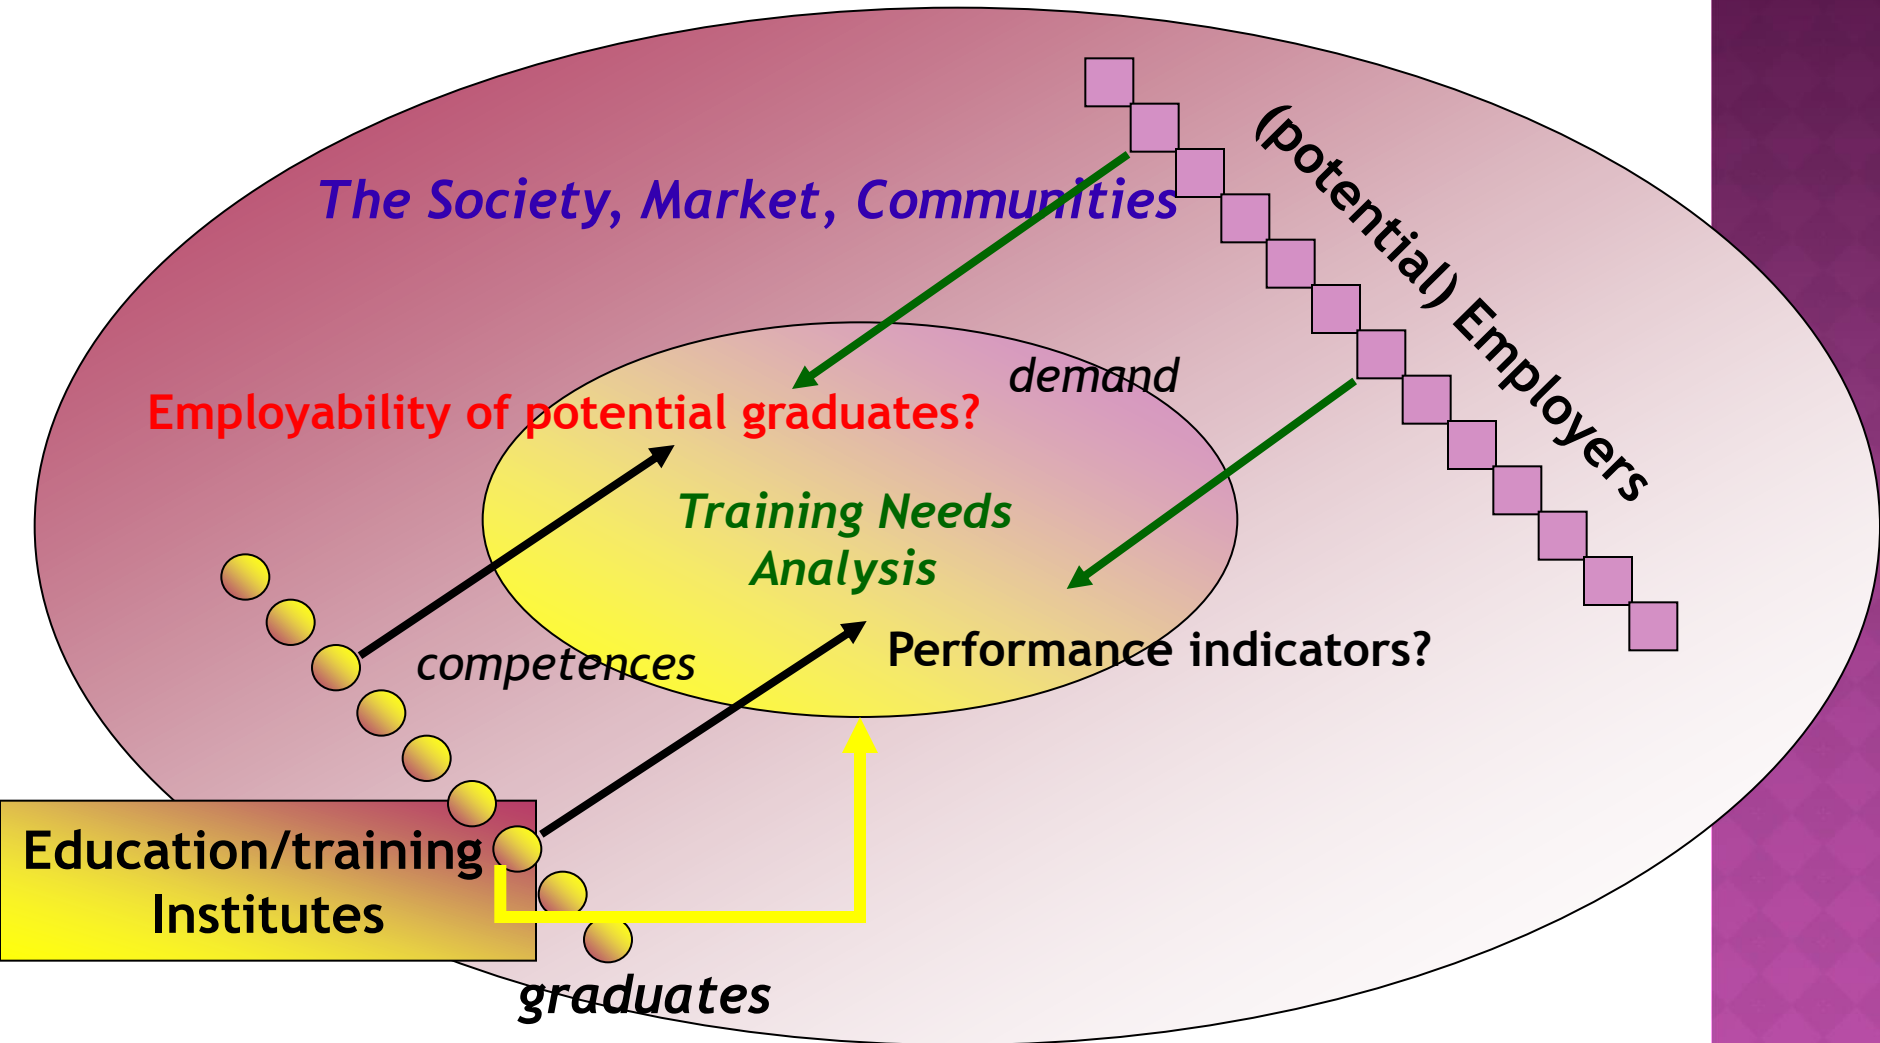 The Society, Market, Communities
(potential) Employers
demand
Employability of potential graduates?
Training Needs
Analysis
competences
Performance indicators?
Education/training
Institutes
graduates